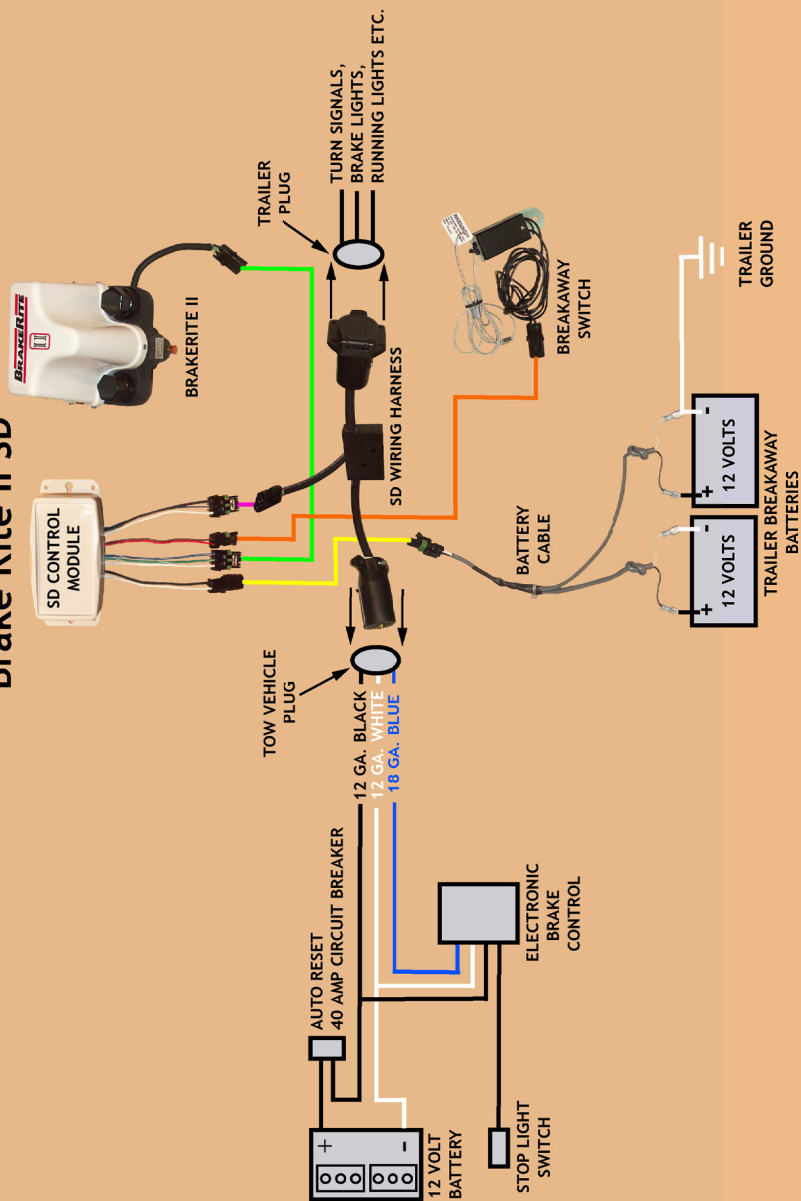 Brake Rite II SD
SD CONTROL
MODULE
BRAKERITE
II
BRAKERITE II
TRAILER
PLUG
TURN SIGNALS,
BRAKE LIGHTS,
RUNNING LIGHTS ETC.
SD WIRING HARNESS
BREAKAWAY
SWITCH
TOW VEHICLE
PLUG
12 GA. BLACK
12 GA. WHITE
18 GA. BLUE
AUTO RESET
40 AMP CIRCUIT BREAKER
12 VOLT
BATTERY
+
-
STOP LIGHT
SWITCH
ELECTRONIC
BRAKE
CONTROL
BATTERY
CABLE
+
12 VOLTS
-
+
12 VOLTS
-
TRAILER BREAKAWAY
BATTERIES
TRAILER
GROUND